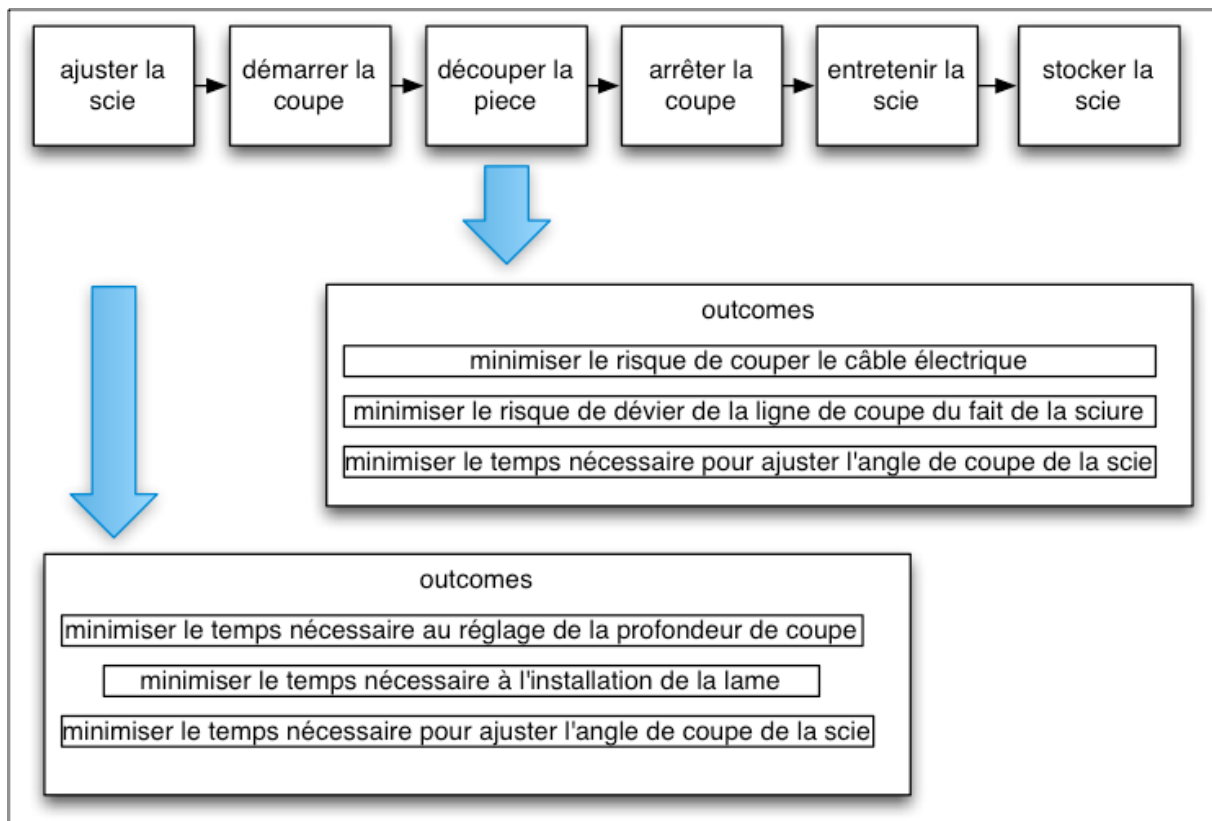 ajuster la
scie
démarrer la
coupe
découper la
piece
arrêter la
coupe
entretenir la
scie
stocker la
scie
outcomes
minimiser le risque de couper le câble électrique
minimiser le risque de dévier de la ligne de coupe du fait de la sciure
minimiser le temps nécessaire pour ajuster l'angle de coupe de la scie
outcomes
minimiser le temps nécessaire au réglage de la profondeur de coupe
minimiser le temps nécessaire à l'installation de la lame
minimiser le temps nécessaire pour ajuster l'angle de coupe de la scie